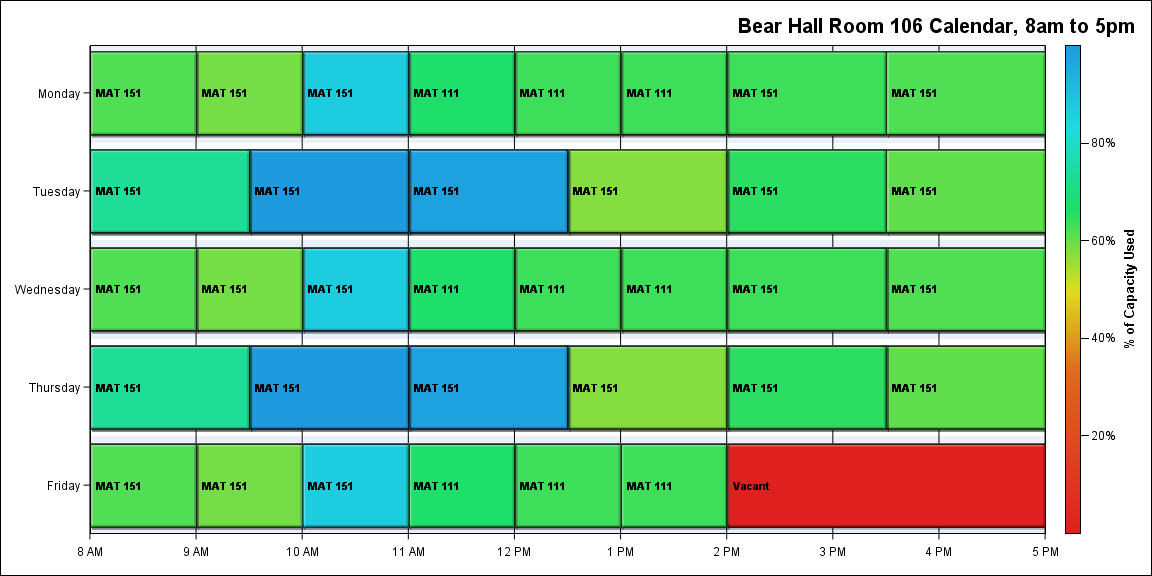 Bear Hall Room 106 Calendar, 8am to 5pm
Monday
MAT 151
MAT 151
MAT 151
MAT 111
MAT 111
MAT 111
MAT 151
MAT 151
Tuesday
MAT 151
MAT 151
MAT 151
MAT 151
MAT 151
MAT 151
Wednesday
MAT 151
MAT 151
MAT 151
MAT 111
MAT 111
MAT 111
MAT 151
MAT 151
Thursday
MAT 151
MAT 151
MAT 151
MAT 151
MAT 151
MAT 151
Friday
MAT 151
MAT 151
MAT 151
MAT 111
MAT 111
MAT 111
Vacant
8 AM
9 AM
10 AM
11 AM
12 PM
1 PM
2 PM
3 PM
4 PM
5 PM
80%
60%
40%
20%
% of Capacity Used